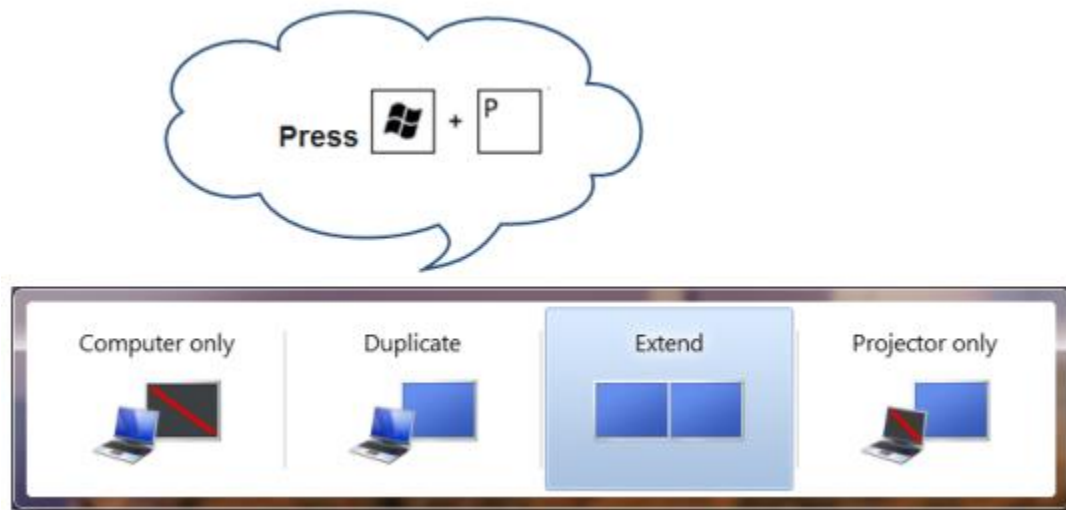 Press + P
Computer only
Duplicate
Extend
Projector only